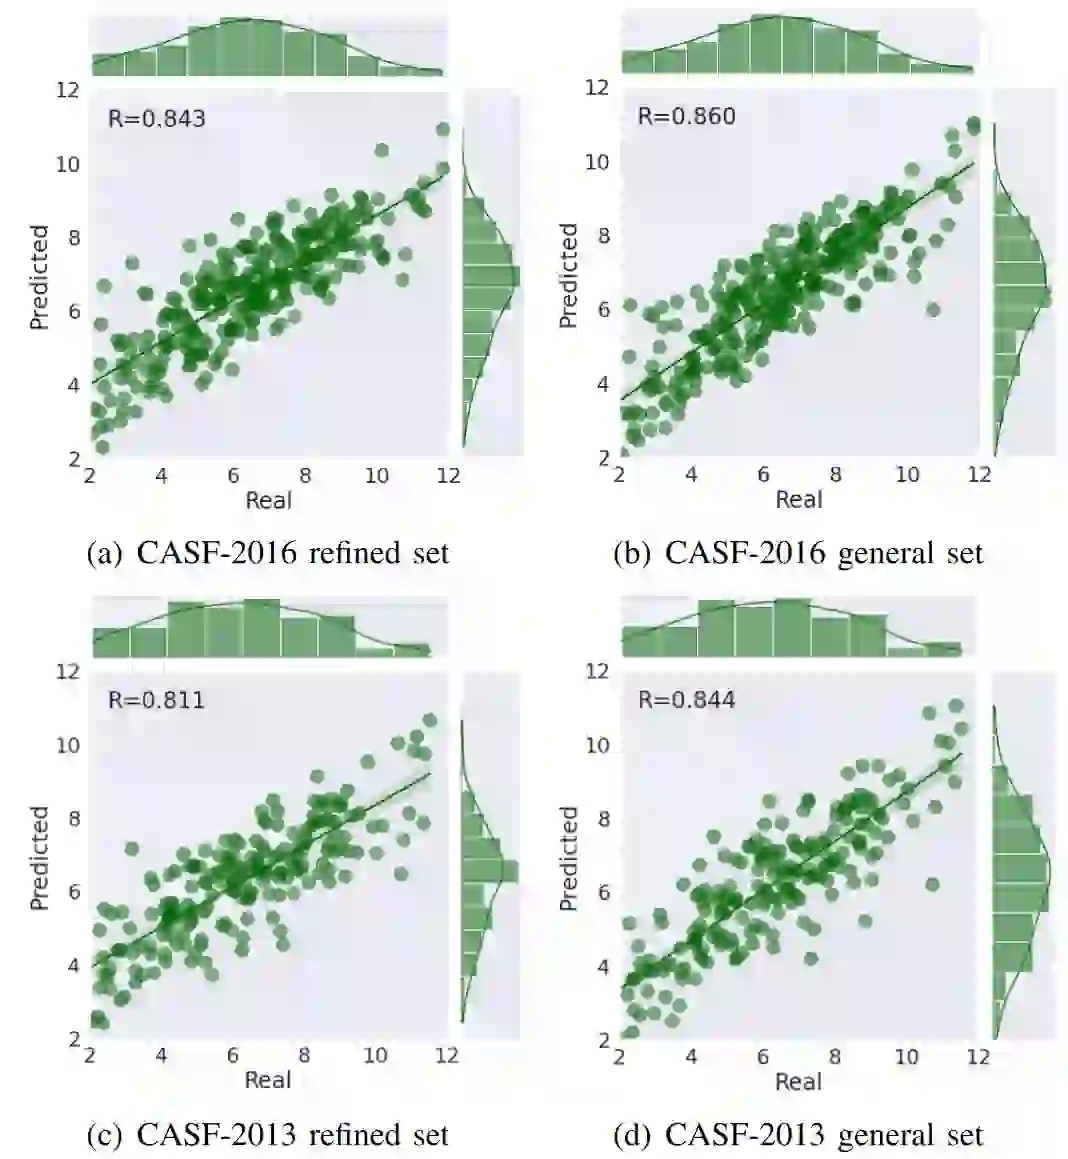 12
R=0.843
10
8
6
4
2
Predicted
2 4 6 8 10 12
Real
(a) CASF-2016 refined set
12
R=0.860
10
8
6
4
2
Predicted
2 4 6 8 10 12
Real
(b) CASF-2016 general set
12
R=0.811
10
8
6
4
2
Predicted
2 4 6 8 10 12
Real
(c) CASF-2013 refined set
12
R=0.844
10
8
6
4
2
Predicted
2 4 6 8 10 12
Real
(d) CASF-2013 general set